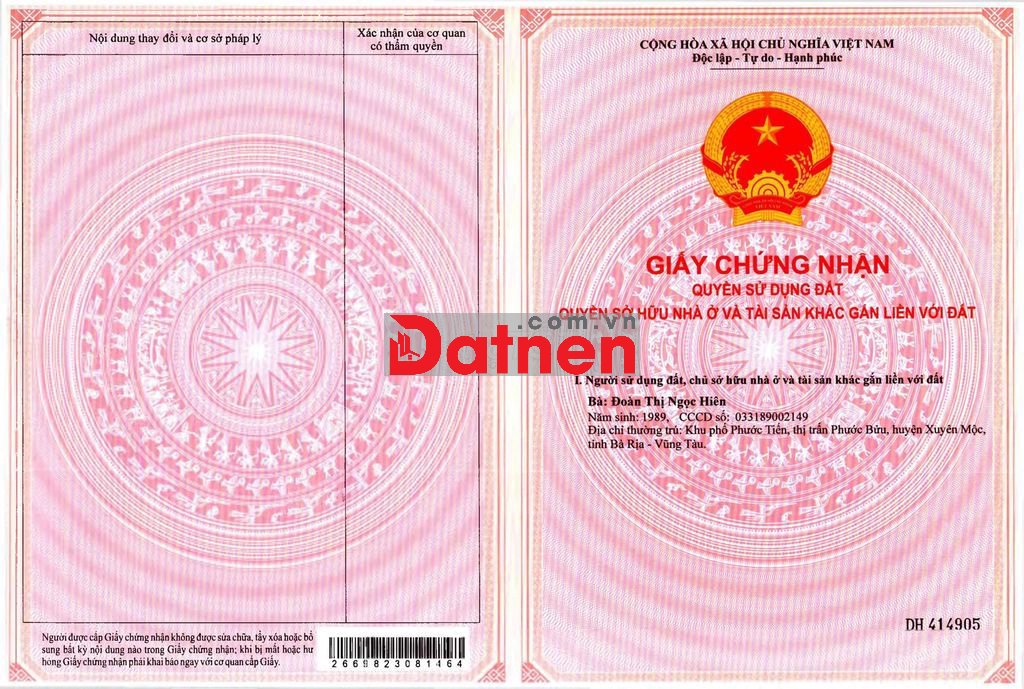 Nội dung thay đổi và cơ sở pháp lý
Xác nhận của cơ quan
có thẩm quyền
Người được cấp Giấy chứng nhận không được sửa chữa, tẩy xóa hoặc bổ
sung bất kỳ nội dung nào trong Giấy chứng nhận; khi bị mất hoặc hư
hỏng Giấy chứng nhận phải khai báo ngay với cơ quan cấp Giấy.
2669823081464
CỘNG HÒA XÃ HỘI CHỦ NGHĨA VIỆT NAM
Độc lập - Tự do - Hạnh phúc
GIẤY CHỨNG NHẬN
QUYỀN SỬ DỤNG ĐẤT
QUYỀN SỞ HỮU NHÀ Ở VÀ TÀI SẢN KHÁC GẮN LIỀN VỚI ĐẤT
.com.vn
Datnen
I. Người sử dụng đất, chủ sở hữu nhà ở và tài sản khác gắn liền với đất
Bà: Đoàn Thị Ngọc Hiên
Năm sinh: 1989, CCCD số: 033189002149
Địa chỉ thường trú: Khu phố Phước Tiến, thị trấn Phước Bửu, huyện Xuyên Mộc,
tỉnh Bà Rịa - Vũng Tàu.
DH 414905